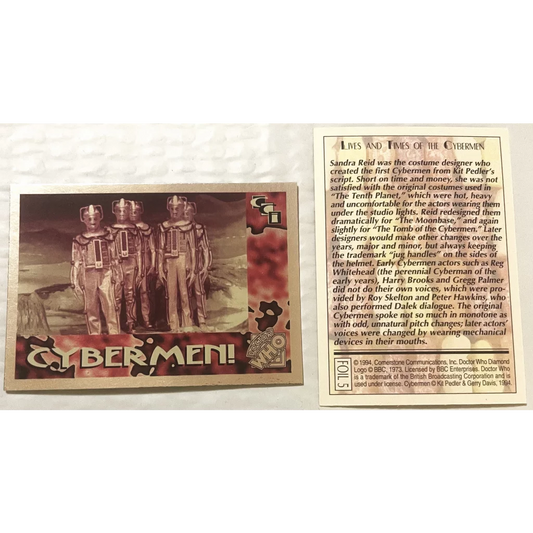 CYBERMEN!
WHO
LIVES AND TIMES OF THE CYBERMEN
Sandra Reid was the costume designer who
created the first Cybermen from Kit Pedler's
script. Short on time and money, she was not
satisfied with the original costumes used in
"The Tenth Planet," which were hot, heavy
and uncomfortable for the actors wearing them
under the studio lights. Reid redesigned them
dramatically for "The Moonbase," and again
slightly for "The Tomb of the Cybermen." Later
designers would make other changes over the
years, major and minor, but always keeping
the trademark "jug handles" on the sides
of the helmet. Early Cybermen actors such as Reg
Whitehead (the perennial Cyberman of the
early years), Harry Brooks and Gregg Palmer
did not do their own voices, which were pro-
vided by Roy Skelton and Peter Hawkins, who
also performed Dalek dialogue. The original
Cybermen spoke not so much in monotone as
with odd, unnatural pitch changes; later actors'
voices were changed by wearing mechanical
devices in their mouths.
FOIL 5
© 1994, Cornerstone Communications, Inc. Doctor Who Diamond
Logo © BBC, 1973, Licensed by BBC Enterprises. Doctor Who
is a trademark of the British Broadcasting Corporation and is
used under license. Cybermen © Kit Pedler & Gerry Davis, 1994.